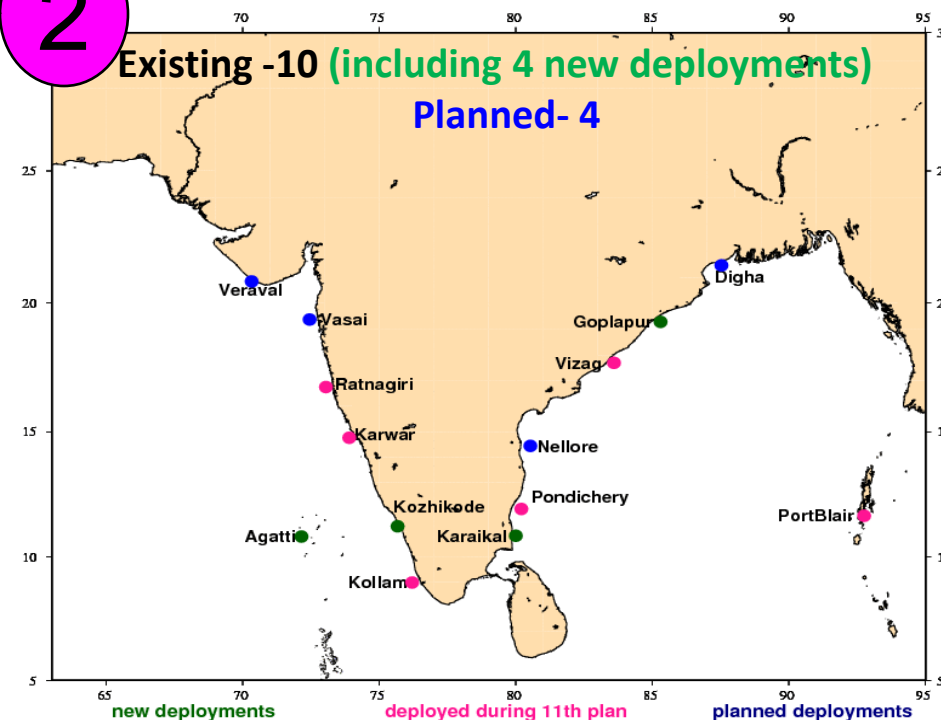 2
70 75 80 85 90 95
Existing -10 (including 4 new deployments)
Planned- 4
25
Veraval
Digha
20
Vasai
Goplapur
Vizag
Ratnagiri
15
Karwar
Nellore
Pondichery
Kozhikode
PortBlair
Agatti
Karaikal
10
Kollam
5
65 70 75 80 85 90 95
new deployments deployed during 11th plan planned deployments